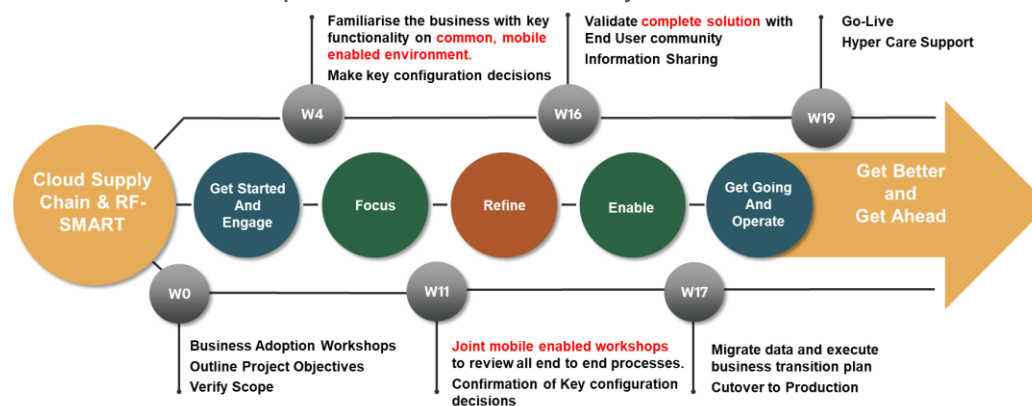 Familiarise the business with key
functionality on common, mobile
enabled environment.
Make key configuration decisions
Validate complete solution with
End User community
Information Sharing
Go-Live
Hyper Care Support
W4
W16
W19
Cloud Supply
Chain & RF-
SMART
Get Started
And
Engage
Focus
Refine
Enable
Get Going
And
Operate
Get Better
and
Get Ahead
W0
W11
W17
Business Adoption Workshops
Outline Project Objectives
Verify Scope
Joint mobile enabled workshops
to review all end to end processes.
Confirmation of Key configuration
decisions
Migrate data and execute
business transition plan
Cutover to Production